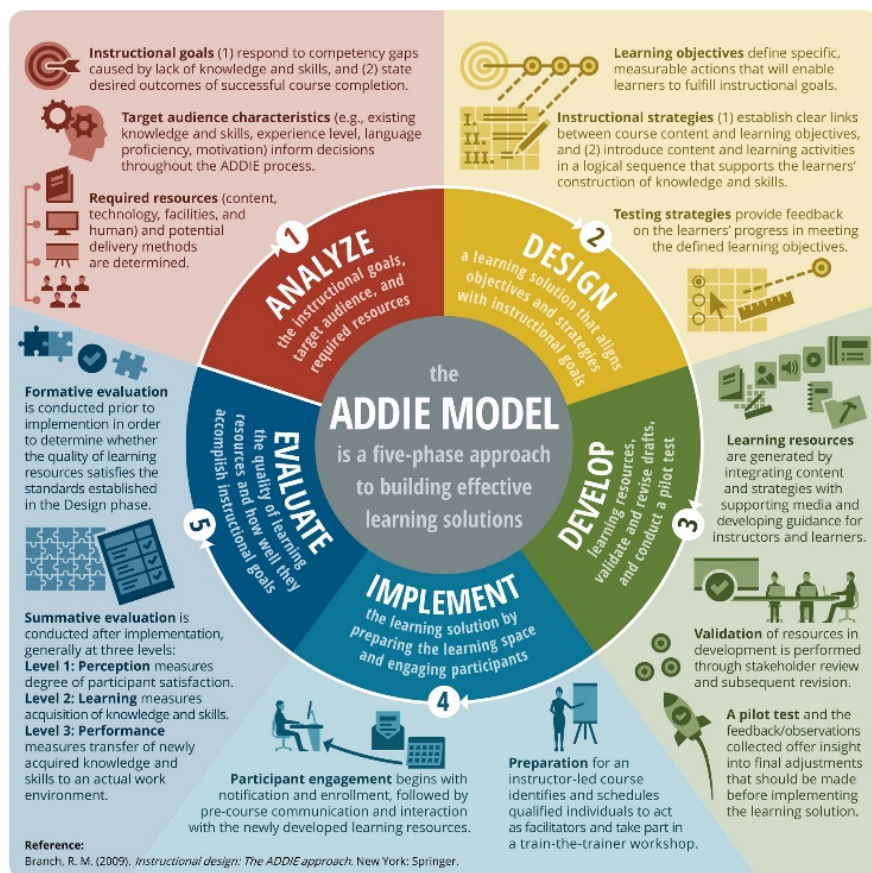 Instructional goals (1) respond to competency gaps
caused by lack of knowledge and skills, and (2) state
desired outcomes of successful course completion.
Target audience characteristics (e.g., existing
knowledge and skills, experience level, language
proficiency, motivation) inform decisions
throughout the ADDIE process.
Required resources (content,
technology, facilities, and
human) and potential
delivery methods
are determined.
1
ANALYZE
the instructional goals,
target audience, and
required resources
Learning objectives define specific,
measurable actions that will enable
learners to fulfill instructional goals.
I.
II.
III.
Instructional strategies (1) establish clear links
between course content and learning objectives,
and (2) introduce content and learning activities
in a logical sequence that supports the learners'
construction of knowledge and skills.
Testing strategies provide feedback
on the learners' progress in meeting
the defined learning objectives.
2
DESIGN
a learning solution that aligns
objectives and strategies
with instructional goals
the
ADDIE MODEL
is a five-phase approach
to building effective
learning solutions
3
DEVELOP
learning resources,
validate and revise drafts,
and conduct a pilot test
Learning resources
are generated by
integrating content
and strategies with
supporting media and
developing guidance for
instructors and learners.
Validation of resources in
development is performed
through stakeholder review
and subsequent revision.
A pilot test and the
feedback/observations
collected offer insight
into final adjustments
that should be made
before implementing
the learning solution.
IMPLEMENT
the learning solution by
preparing the learning space
and engaging participants
4
Participant engagement begins with
notification and enrollment, followed by
pre-course communication and interaction
with the newly developed learning resources.
Preparation for an
instructor-led course
identifies and schedules
qualified individuals to act
as facilitators and take part in
a train-the-trainer workshop.
5
EVALUATE
the quality of learning
resources and how well they
accomplish instructional goals
Formative evaluation
is conducted prior to
implemention in order
to determine whether
the quality of learning
resources satisfies the
standards established
in the Design phase.
Summative evaluation is
conducted after implementation,
generally at three levels:
Level 1: Perception measures
degree of participant satisfaction.
Level 2: Learning measures
acquisition of knowledge and skills.
Level 3: Performance
measures transfer of newly
acquired knowledge and
skills to an actual work
environment.
Reference:
Branch, R. M. (2009). Instructional design: The ADDIE approach. New York: Springer.